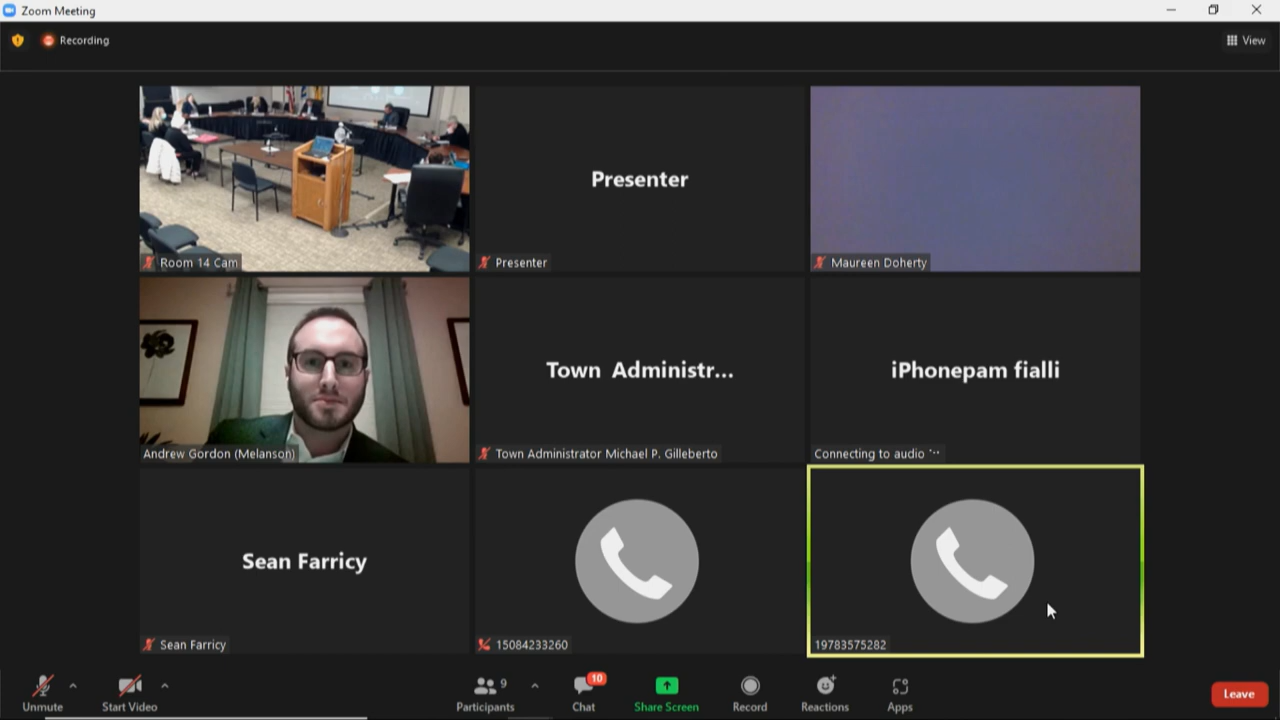 Zoom Meeting
Recording
View
Room 14 Cam
Presenter
Presenter
Maureen Doherty
Andrew Gordon (Melanson)
Town Administr...
Town Administrator Michael P. Gilleberto
iPhonepam fialli
Connecting to audio
Sean Farricy
Sean Farricy
15084233260
19783575282
Unmute
Start Video
9
Participants
10
Chat
Share Screen
Record
Reactions
Apps
Leave